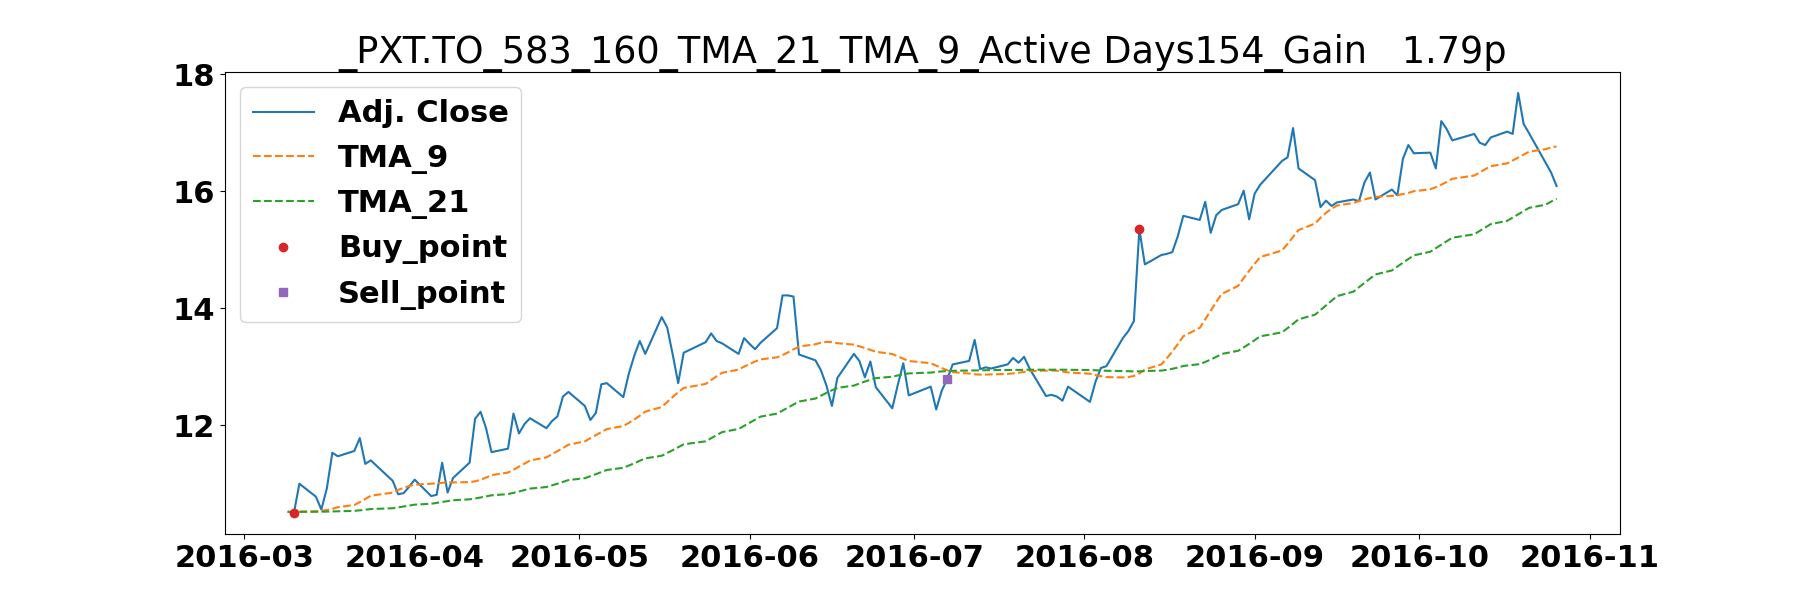 _PXT.TO_583_160_TMA_21_TMA_9_Active Days154_Gain   1.79p
18
16
14
12
Adj. Close
TMA_9
TMA_21
Buy_point
Sell_point
2016-03 2016-04 2016-05 2016-06 2016-07 2016-08 2016-09 2016-10 2016-11